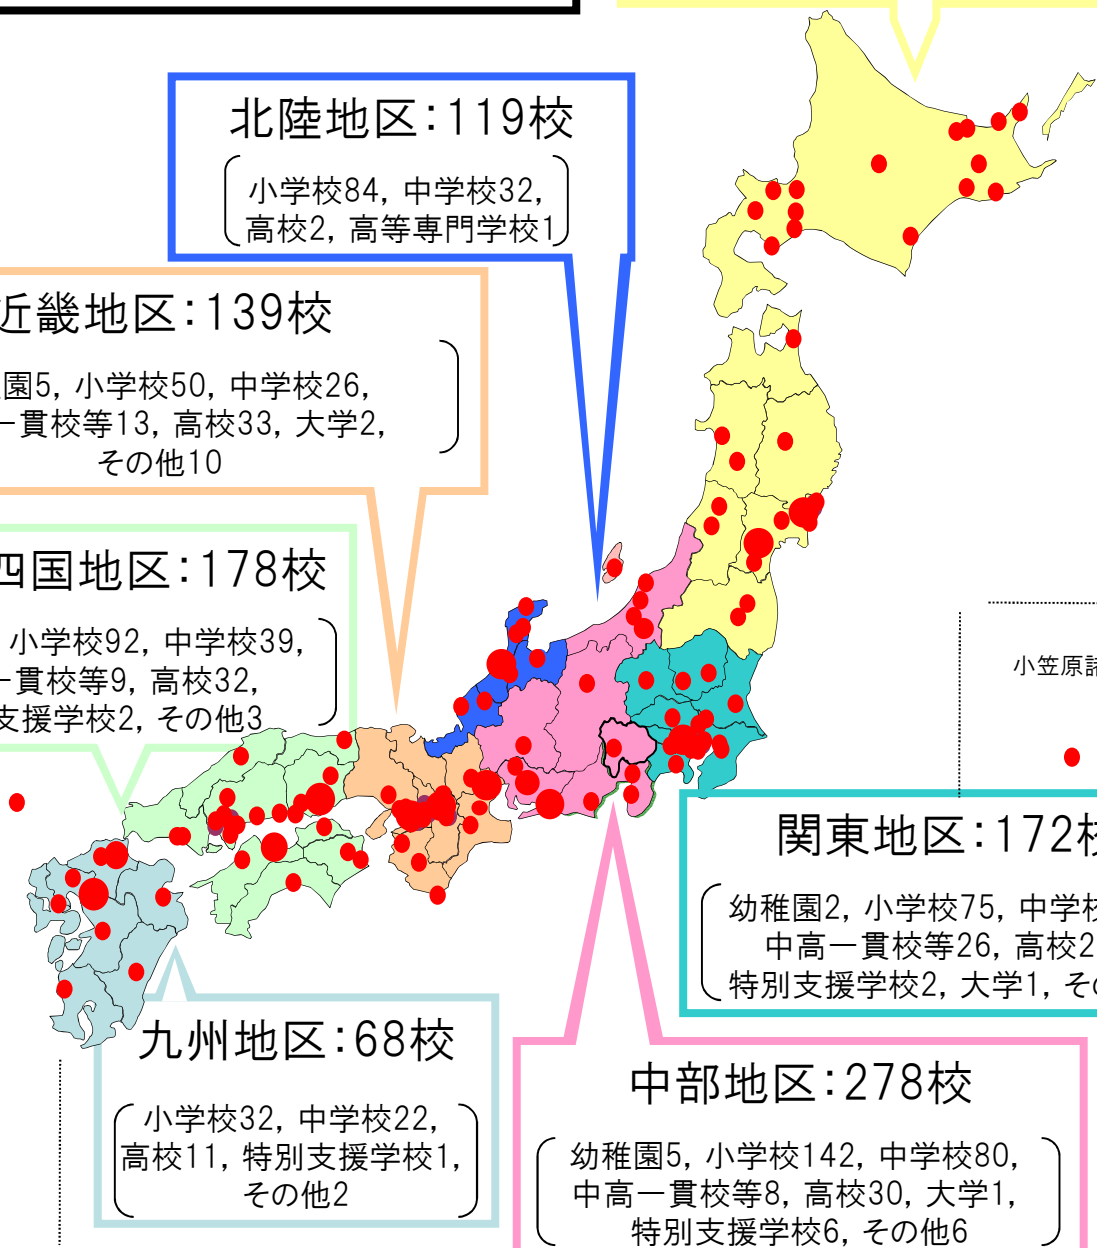 北陸地区：119校
小学校84，中学校32，
高校2，高等専門学校1
近畿地区：139校
園5，小学校50，中学校26，
一貫校等13，高校33，大学2，
その他10
四国地区：178校
小学校92，中学校39，
一貫校等9，高校32，
支援学校2，その他3
小笠原諸
関東地区：172校
幼稚園2，小学校75，中学校
中高一貫校等26，高校2
特別支援学校2，大学1，その
九州地区：68校
小学校32，中学校22，
高校11，特別支援学校1，
その他2
中部地区：278校
幼稚園5，小学校142，中学校80，
中高一貫校等8，高校30，大学1，
特別支援学校6，その他6